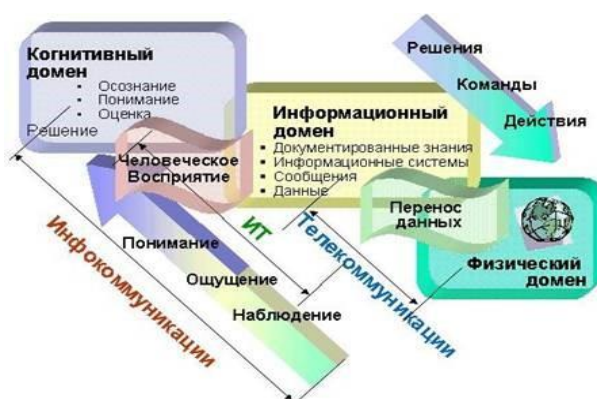 Когнитивный
домен
• Осознание
• Понимание
• Оценка
Решение
Человеческое
Восприятие
Информационный
домен
• Документированные знания
• Информационные системы
• Сообщения
• Данные
Решения
Команды
Действия
Перенос
данных
Физический
домен
Понимание
Ощущение
Наблюдение
ИТ
Телекоммуникации
Инфокоммуникации